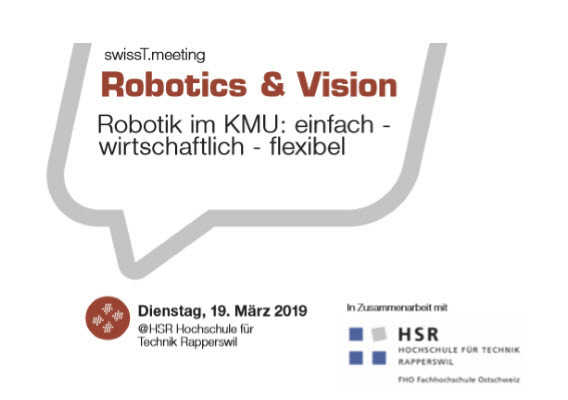 swissT.meeting
Robotics & Vision
Robotik im KMU: einfach -
wirtschaftlich - flexibel
Dienstag, 19. März 2019
@HSR Hochschule für
Technik Rapperswil
In Zusammenarbeit mit
HSR
HOCHSCHULE FÜR TECHNIK
RAPPERSWIL
FHO Fachhochschule Ostschweiz